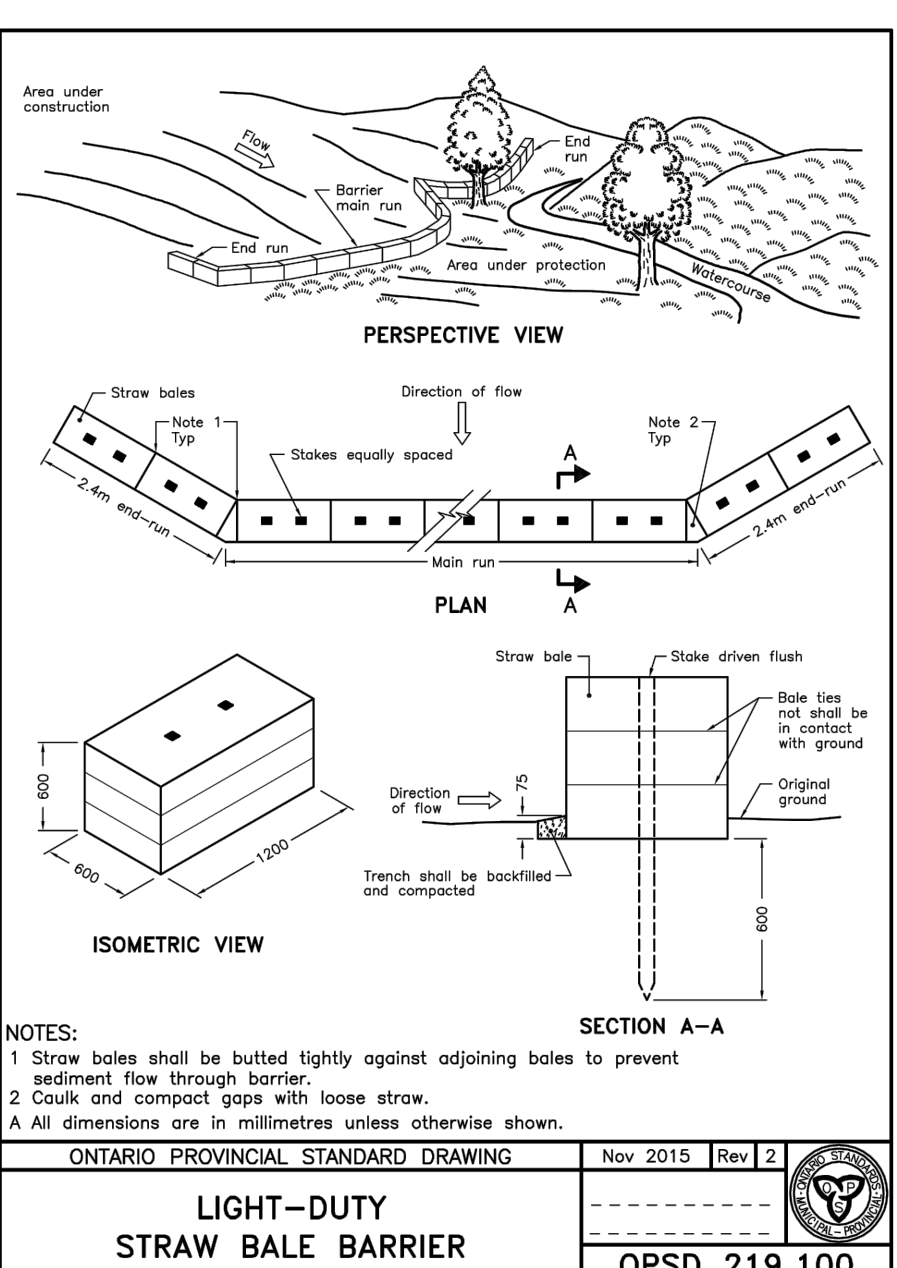 Area under
construction
Flow
End
run
Barrier
main run
End run
Area under protection
Watercourse
PERSPECTIVE VIEW
Straw bales
Direction of flow
Note 1
Typ
Note 2
Typ
Stakes equally spaced
A
2.4m end-run
2.4m end-run
Main run
PLAN
A
Straw bale
Stake driven flush
Bale ties
not shall be
in contact
with ground
600
75
Direction
of flow
Original
ground
600
1200
Trench shall be backfilled
and compacted
600
ISOMETRIC VIEW
SECTION A-A
NOTES:
1 Straw bales shall be butted tightly against adjoining bales to prevent
sediment flow through barrier.
2 Caulk and compact gaps with loose straw.
A All dimensions are in millimetres unless otherwise shown.
ONTARIO PROVINCIAL STANDARD DRAWING
Nov 2015 Rev 2
ONTARIO STANDARDS
MUNICIPAL-PROVINCIAL
O P
S
LIGHT-DUTY
STRAW BALE BARRIER
OPSD 219.100